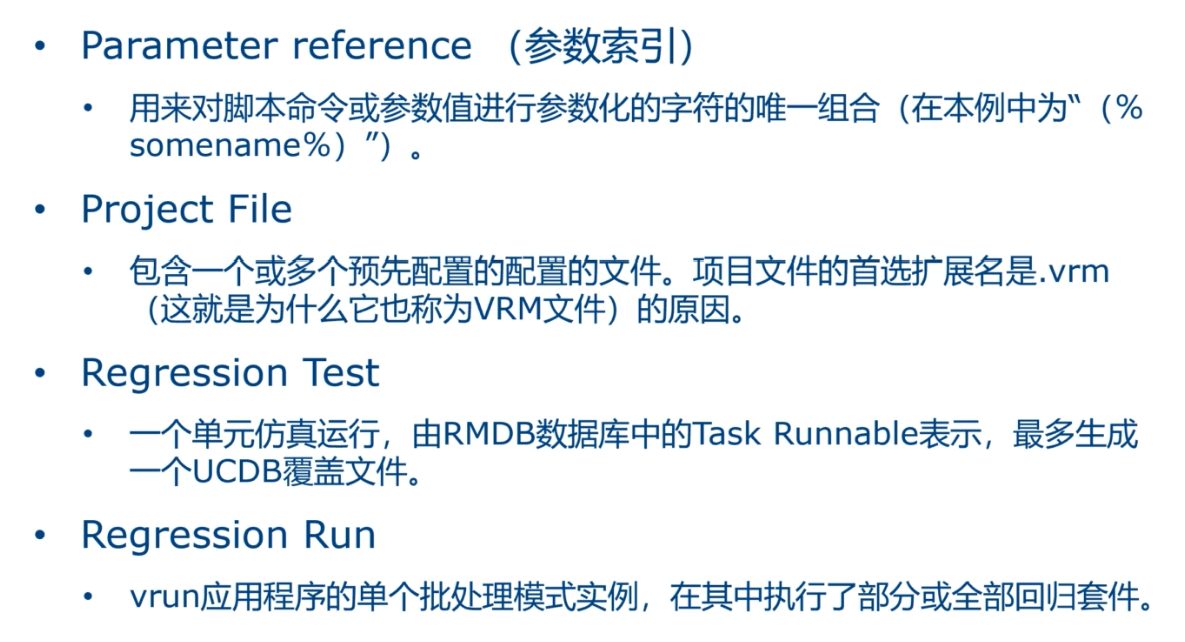 • Parameter reference （参数索引）
• 用来对脚本命令或参数值进行参数化的字符的唯一组合（在本例中为“（%
somename%）”）。
• Project File
• 包含一个或多个预先配置的配置的文件。项目文件的首选扩展名是.vrm
（这就是为什么它也称为VRM文件）的原因。
• Regression Test
• 一个单元仿真运行，由RMDB数据库中的Task Runnable表示，最多生成
一个UCDB覆盖文件。
• Regression Run
• vrun应用程序的单个批处理模式实例，在其中执行了部分或全部回归套件。